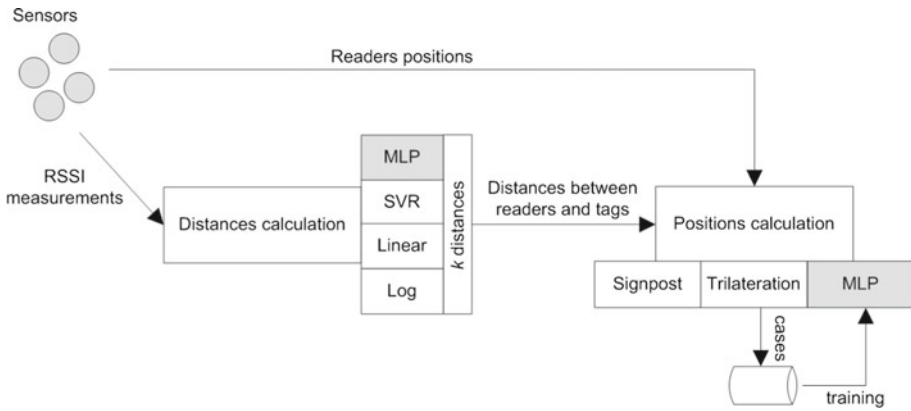 Sensors
Readers positions
RSSI
measurements
Distances calculation
MLP
SVR
Linear
Log
k distances
Distances between
readers and tags
Positions calculation
Signpost
Trilateration
MLP
cases
training